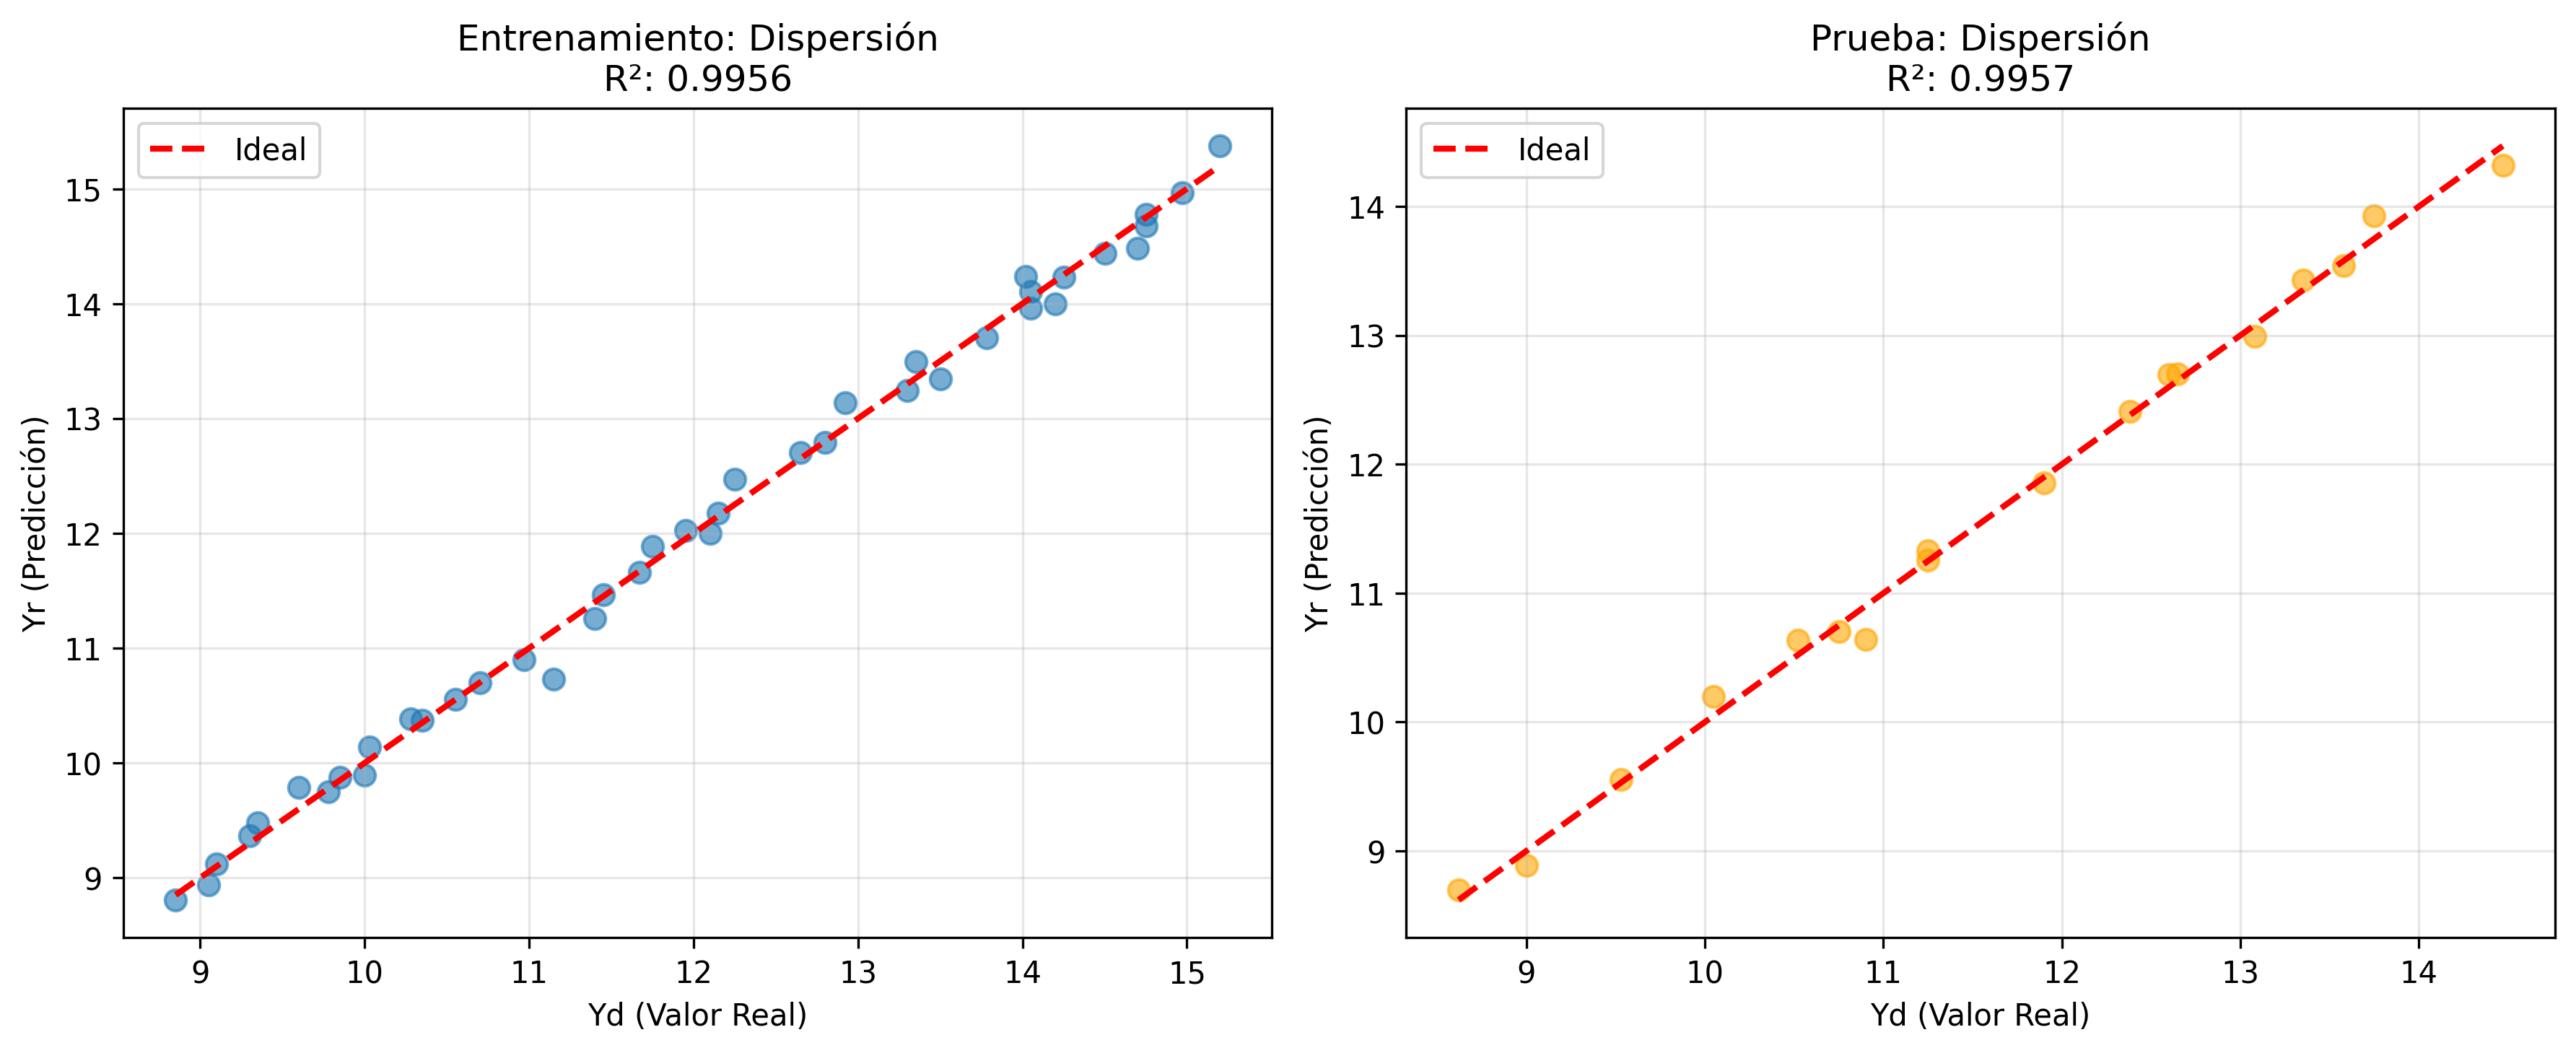 Entrenamiento: Dispersión
R²: 0.9956
Ideal
15
14
13
12
11
10
9
Yr (Predicción)
9 10 11 12 13 14 15
Yd (Valor Real)
Prueba: Dispersión
R²: 0.9957
Ideal
14
13
12
11
10
9
Yr (Predicción)
9 10 11 12 13 14
Yd (Valor Real)